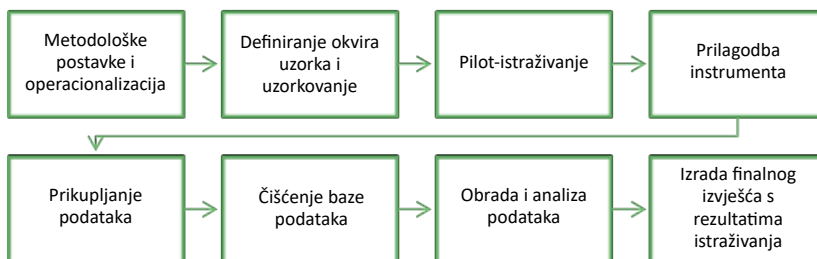 Metodološke
postavke i
operacionalizacija
Definiranje okvira
uzorka i
uzorkovanje
Pilot-istraživanje
Prilagodba
instrumenta
Prikupljanje
podataka
Čišćenje baze
podataka
Obrada i analiza
podataka
Izrada finalnog
izvješća s
rezultatima
istraživanja